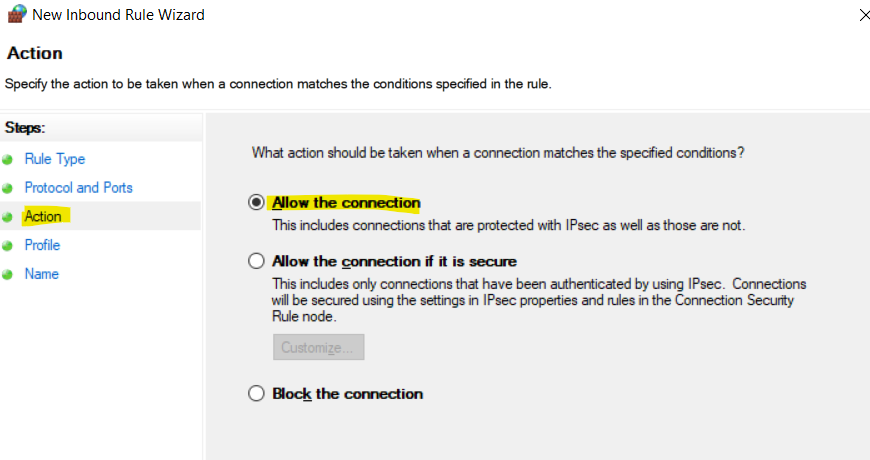 New Inbound Rule Wizard
Action
Specify the action to be taken when a connection matches the conditions specified in the rule.
Steps:
Rule Type
Protocol and Ports
Action
Profile
Name
What action should be taken when a connection matches the specified conditions?
Allow the connection
This includes connections that are protected with IPsec as well as those are not.
Allow the connection if it is secure
This includes only connections that have been authenticated by using IPsec. Connections
will be secured using the settings in IPsec properties and rules in the Connection Security
Rule node.
Customize...
Block the connection